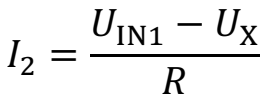 I₂ = (U_IN1 − U_X) / R